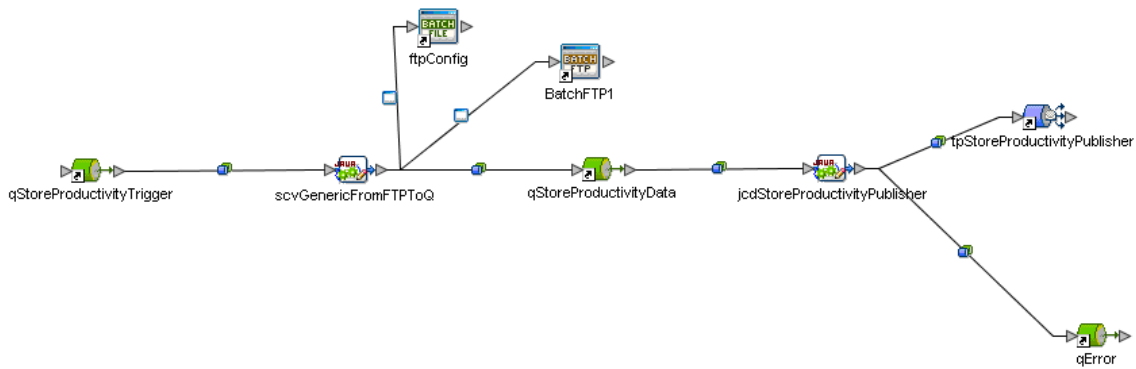 BATCH
FILE
ftpConfig
BATCH
FTP
BatchFTP1
tpStoreProductivityPublisher
JAVA
JAVA
qStoreProductivityTrigger
scvGenericFromFTPToQ
qStoreProductivityData
jcdStoreProductivityPublisher
qError